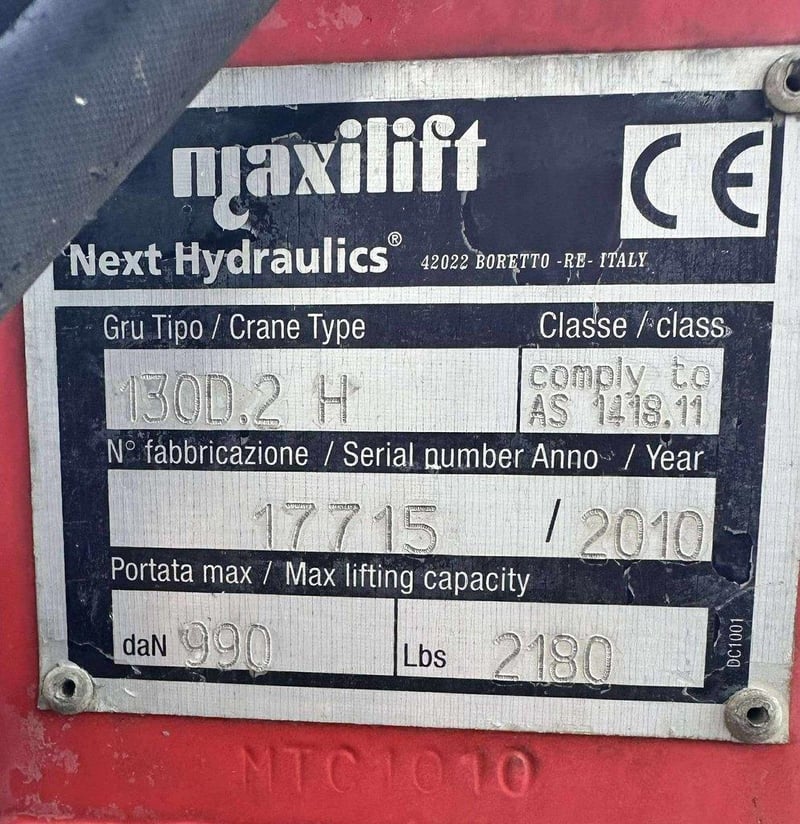 maxilift
CE
Next Hydraulics® 42022 BORETTO -RE- ITALY
Gru Tipo / Crane Type Classe / class
130D.2 H comply to
AS 1418.11
N° fabbricazione / Serial number Anno / Year
17715 / 2010
Portata max / Max lifting capacity
daN 990 Lbs 2180
DC1001
MTC1010